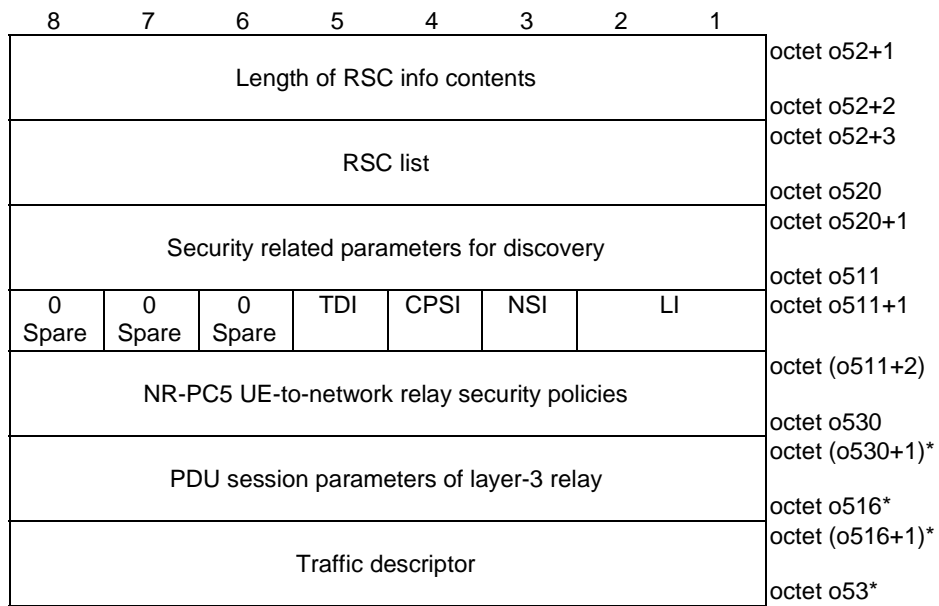 8 7 6 5 4 3 2 1
octet o52+1
Length of RSC info contents
octet o52+2
octet o52+3
RSC list
octet o520
octet o520+1
Security related parameters for discovery
octet o511
0 0 0 TDI CPSI NSI LI octet o511+1
Spare Spare Spare
octet (o511+2)
NR-PC5 UE-to-network relay security policies
octet o530
octet (o530+1)*
PDU session parameters of layer-3 relay
octet o516*
octet (o516+1)*
Traffic descriptor
octet o53*